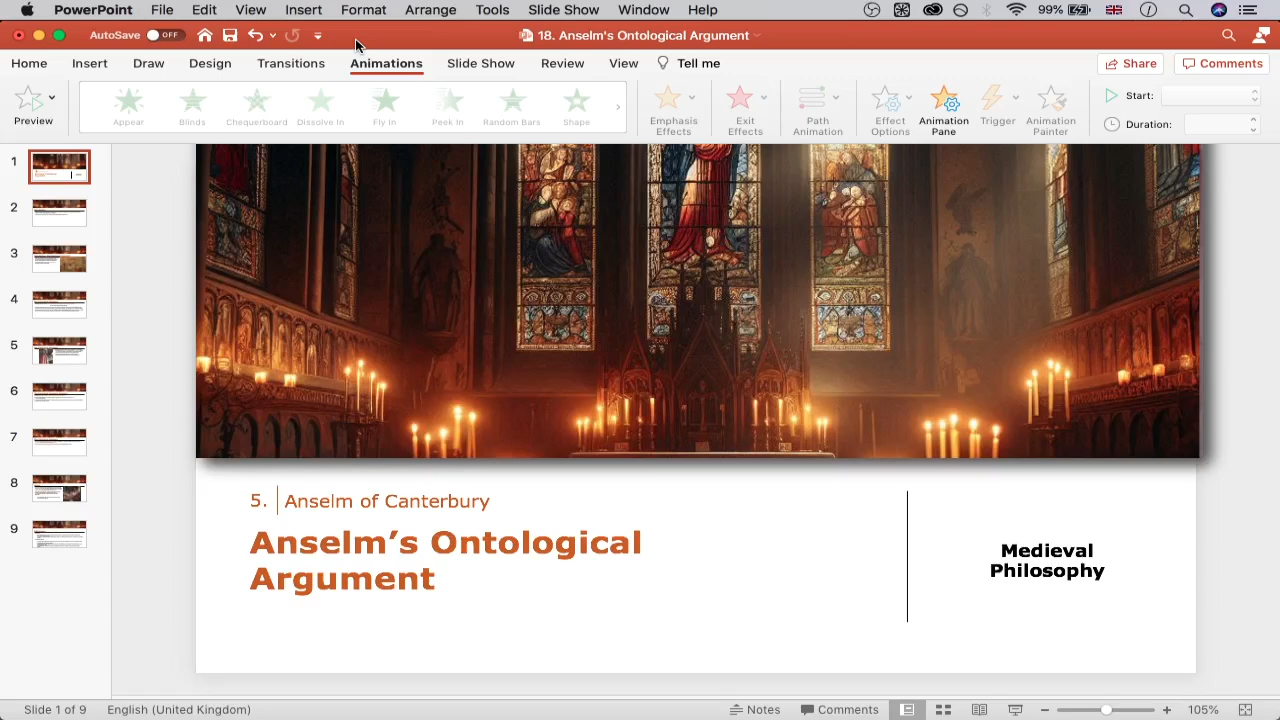 PowerPoint File Edit View Insert Format Arrange Tools Slide Show Window Help 99%
AutoSave OFF 18. Anselm's Ontological Argument
Home Insert Draw Design Transitions Animations Slide Show Review View Tell me Share Comments
Preview Appear Blinds Chequerboard Dissolve In Fly In Peek In Random Bars Shape Emphasis Effects Exit Effects Path Animation Effect Options Animation Pane Trigger Animation Painter Start:
Duration:
1
2
3
4
5
6
7
8
9
5. Anselm of Canterbury
Anselm's Ontological
Argument
Medieval
Philosophy
Slide 1 of 9 English (United Kingdom) Notes Comments 105%